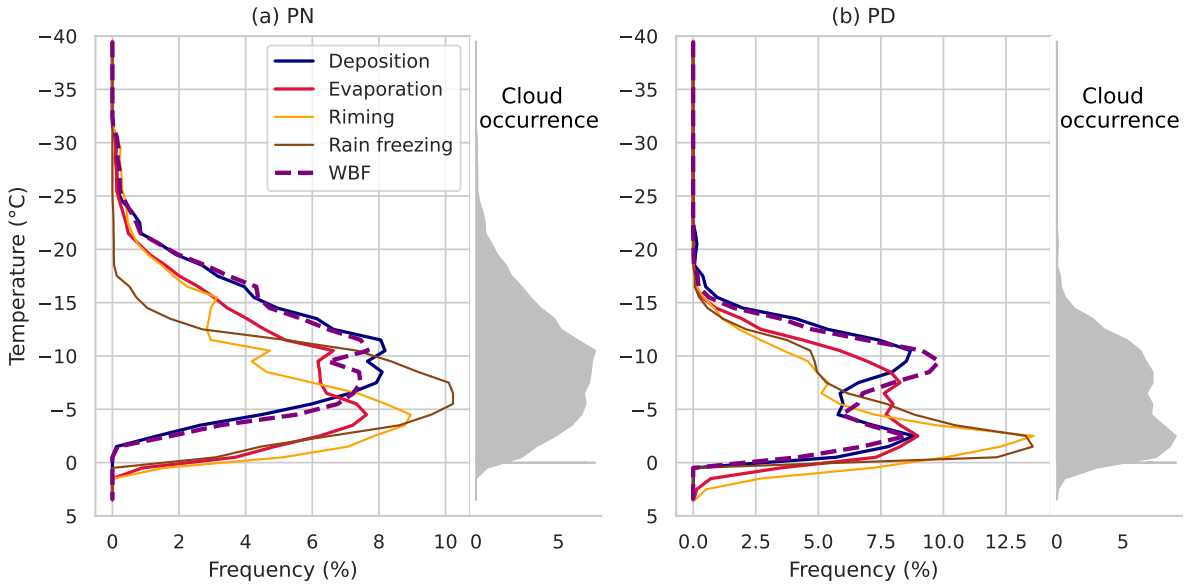 (a) PN
(b) PD
−40
−35
−30
−25
−20
−15
−10
−5
0
5
Temperature (°C)
Deposition
Evaporation
Riming
Rain freezing
WBF
Cloud
occurrence
0 2 4 6 8 10
0 5
Frequency (%)
−40
−35
−30
−25
−20
−15
−10
−5
0
5
Cloud
occurrence
0.0 2.5 5.0 7.5 10.0 12.5
0 5
Frequency (%)